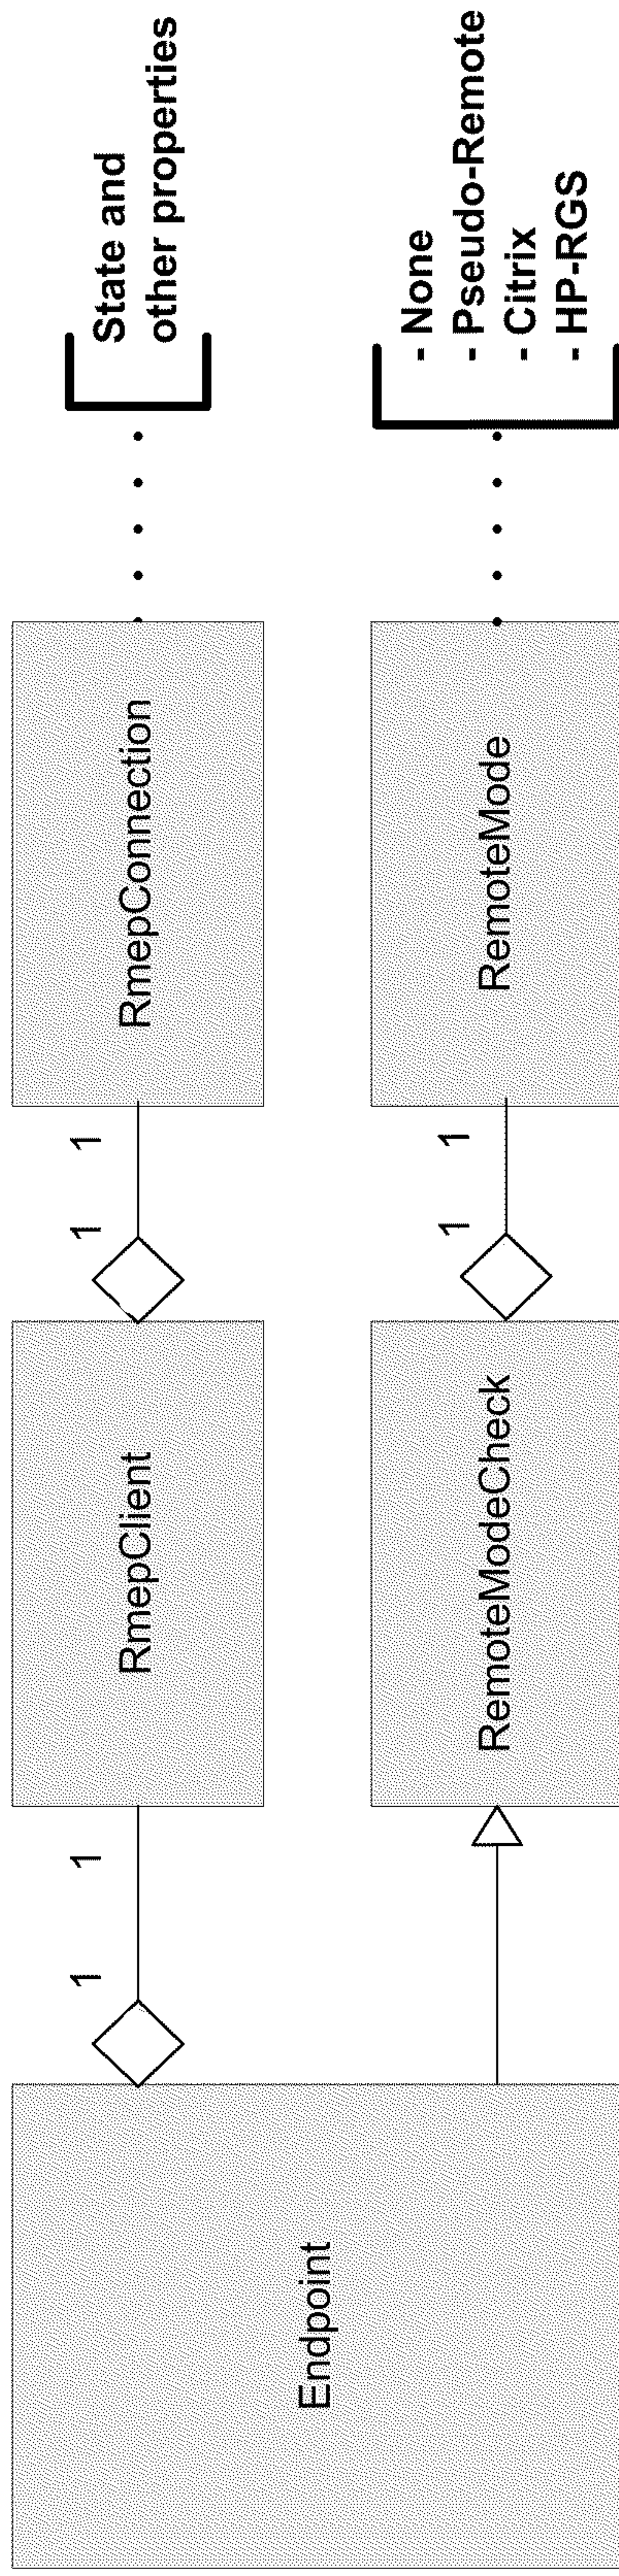 Endpoint
1 1
RmepClient
1 1
RmepConnection
State and
other properties
RemoteModeCheck
1 1
RemoteMode
- None
- Pseudo-Remote
- Citrix
- HP-RGS